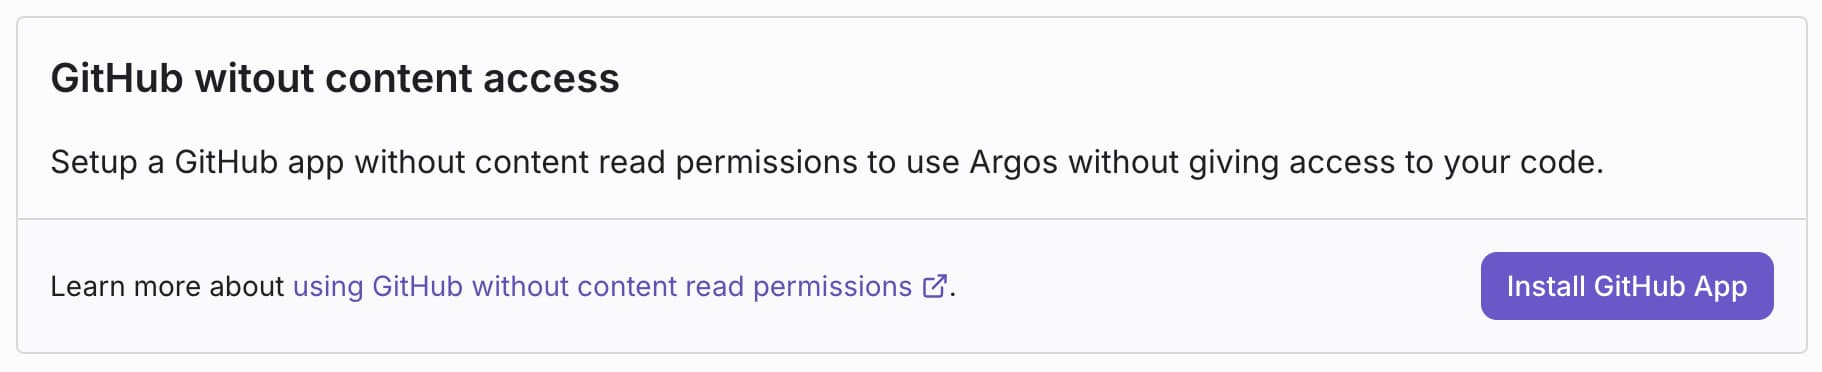 GitHub witout content access
Setup a GitHub app without content read permissions to use Argos without giving access to your code.
Learn more about using GitHub without content read permissions.
Install GitHub App